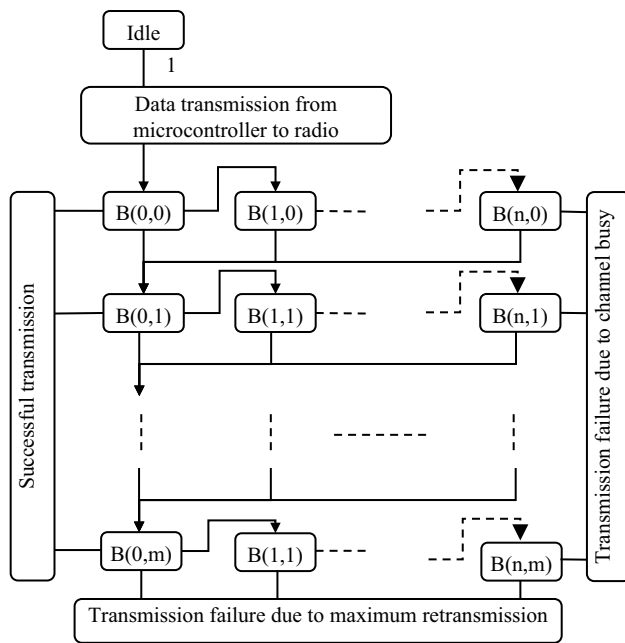 Idle
1
Data transmission from
microcontroller to radio
B(0,0)
B(1,0)
B(n,0)
B(0,1)
B(1,1)
B(n,1)
Successful transmission
Transmission failure due to channel busy
B(0,m)
B(1,1)
B(n,m)
Transmission failure due to maximum retransmission